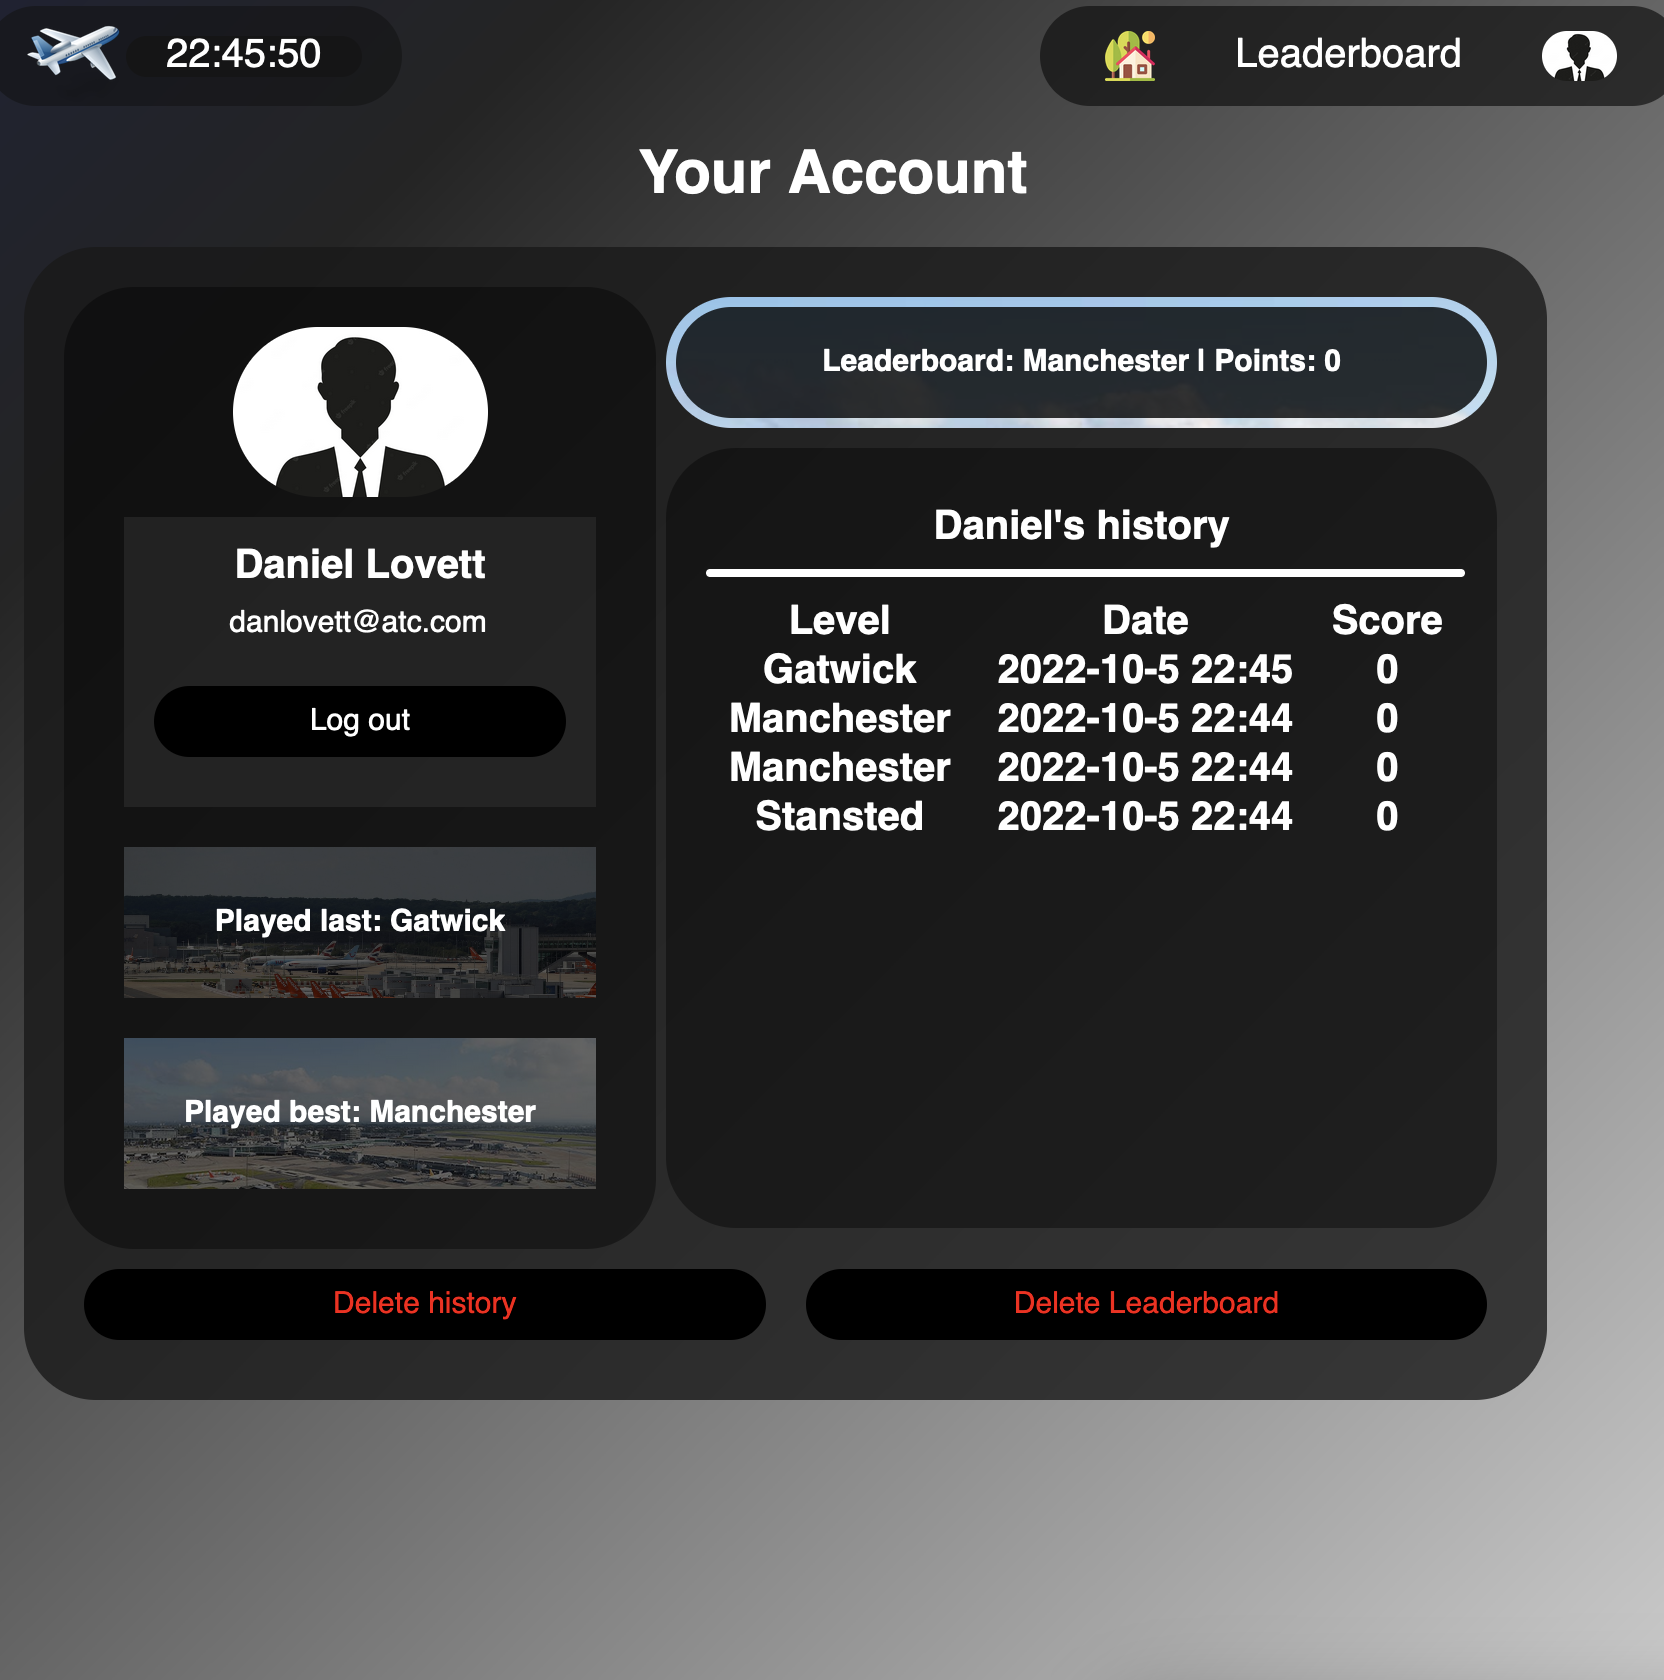 22:45:50
Leaderboard
Your Account
Daniel Lovett
danlovett@atc.com
Log out
Played last: Gatwick
Played best: Manchester
Leaderboard: Manchester | Points: 0
Daniel's history
Level Date Score
Gatwick 2022-10-5 22:45 0
Manchester 2022-10-5 22:44 0
Manchester 2022-10-5 22:44 0
Stansted 2022-10-5 22:44 0
Delete history
Delete Leaderboard